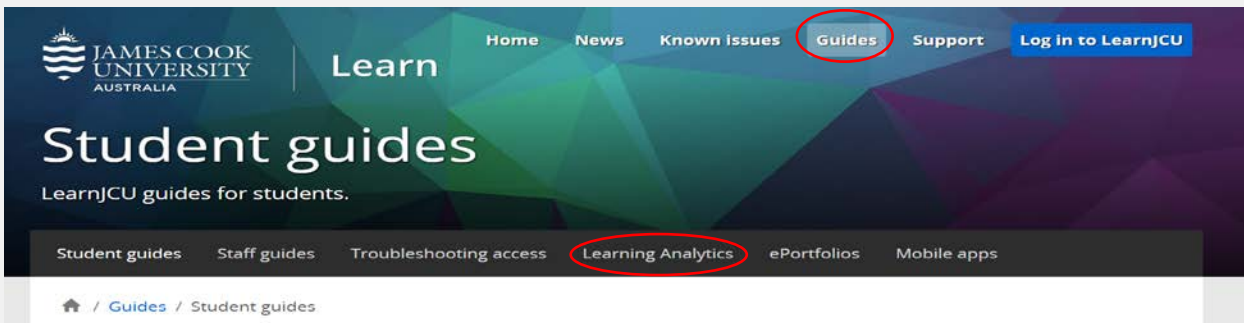 JAMES COOK
UNIVERSITY
AUSTRALIA
Learn
Home News Known issues Guides Support Log in to LearnJCU
Student guides
LearnJCU guides for students.
Student guides Staff guides Troubleshooting access Learning Analytics ePortfolios Mobile apps
/ Guides / Student guides